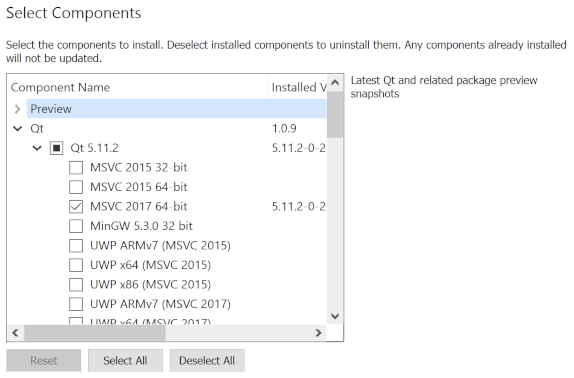 Select Components
Select the components to install. Deselect installed components to uninstall them. Any components already installed
will not be updated.
Component Name Installed V
Latest Qt and related package preview
snapshots
Preview
Qt 1.0.9
Qt 5.11.2 5.11.2-0-2
MSVC 2015 32-bit
MSVC 2015 64-bit
MSVC 2017 64-bit 5.11.2-0-2
MinGW 5.3.0 32 bit
UWP ARMv7 (MSVC 2015)
UWP x64 (MSVC 2015)
UWP x86 (MSVC 2015)
UWP ARMv7 (MSVC 2017)
UWP x64 (MSVC 2017)
Reset Select All Deselect All